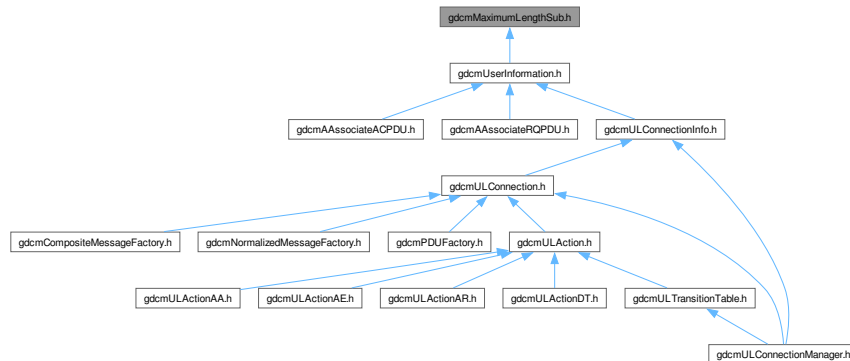 gdcmMaximumLengthSub.h
gdcmUserInformation.h
gdcmAAssociateACPDU.h
gdcmAAssociateRQPDU.h
gdcmULConnectionInfo.h
gdcmULConnection.h
gdcmCompositeMessageFactory.h
gdcmNormalizedMessageFactory.h
gdcmPDUFactory.h
gdcmULAction.h
gdcmULActionAA.h
gdcmULActionAE.h
gdcmULActionAR.h
gdcmULActionDT.h
gdcmULTransitionTable.h
gdcmULConnectionManager.h